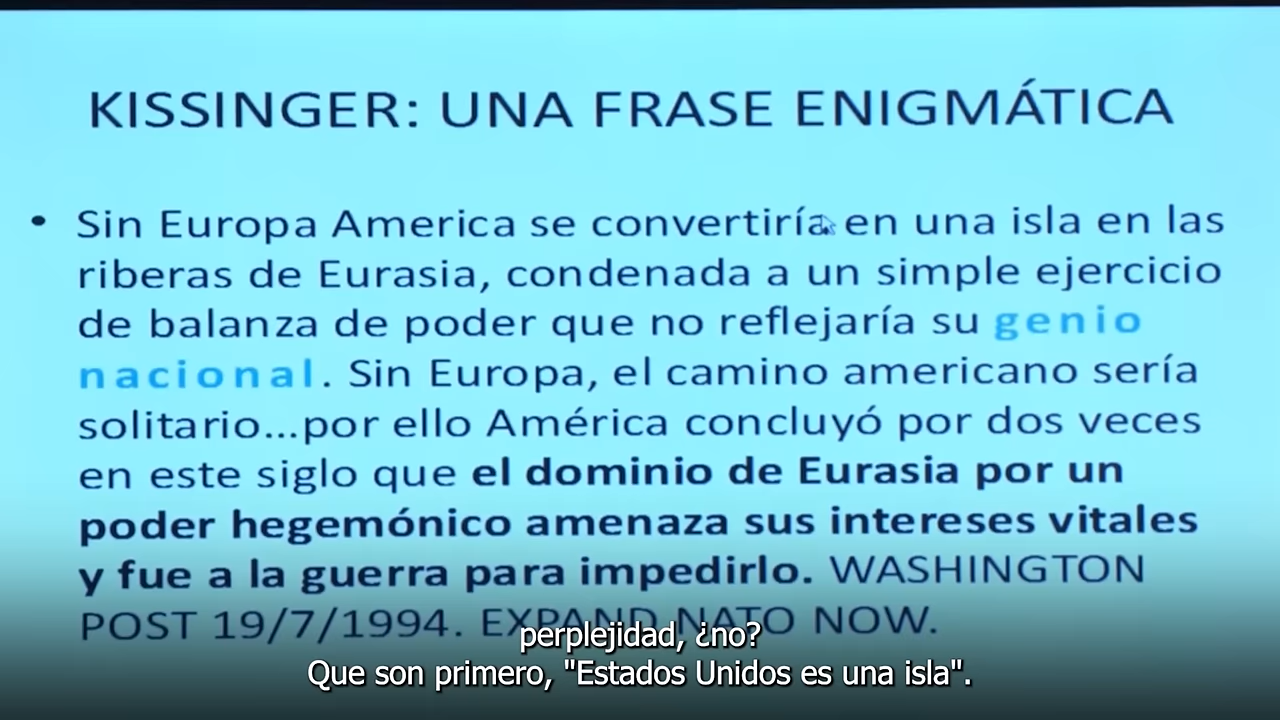 KISSINGER: UNA FRASE ENIGMÁTICA
• Sin Europa America se convertiría en una isla en las
riberas de Eurasia, condenada a un simple ejercicio
de balanza de poder que no reflejaría su genio
nacional. Sin Europa, el camino americano sería
solitario...por ello América concluyó por dos veces
en este siglo que el dominio de Eurasia por un
poder hegemónico amenaza sus intereses vitales
y fue a la guerra para impedirlo. WASHINGTON
POST 19/7/1994. EXPAND NATO NOW.
perplejidad, ¿no?
Que son primero, "Estados Unidos es una isla".